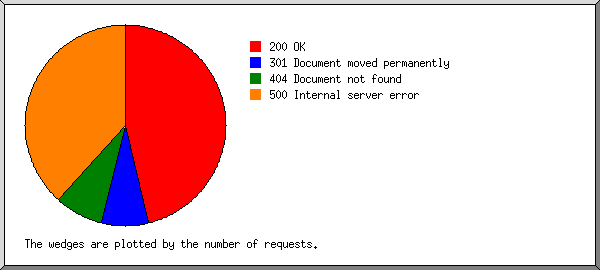 200 OK
301 Document moved permanently
404 Document not found
500 Internal server error
The wedges are plotted by the number of requests.